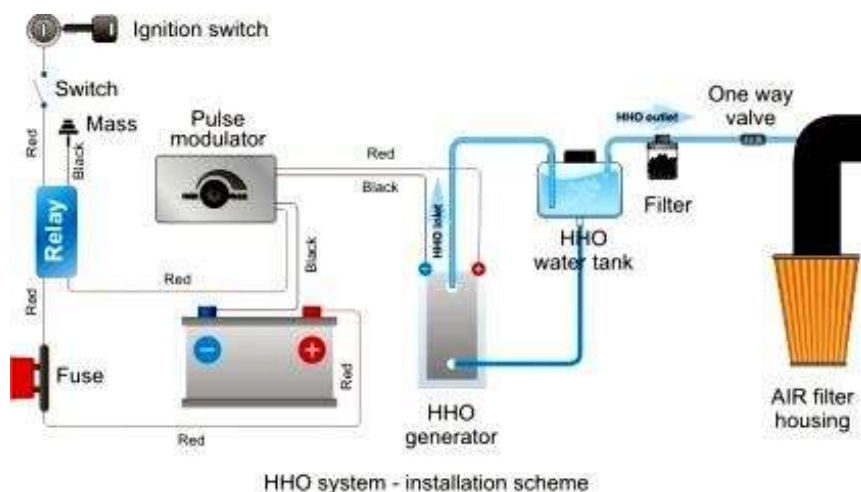 Ignition switch
Switch
Mass
Red
Black
Relay
Red
Fuse
Red
Red
Red
Black
Pulse
modulator
Red
Black
HHO inlet
HHO
generator
HHO
water tank
HHO outlet
Filter
One way
valve
AIR filter
housing
HHO system - installation scheme